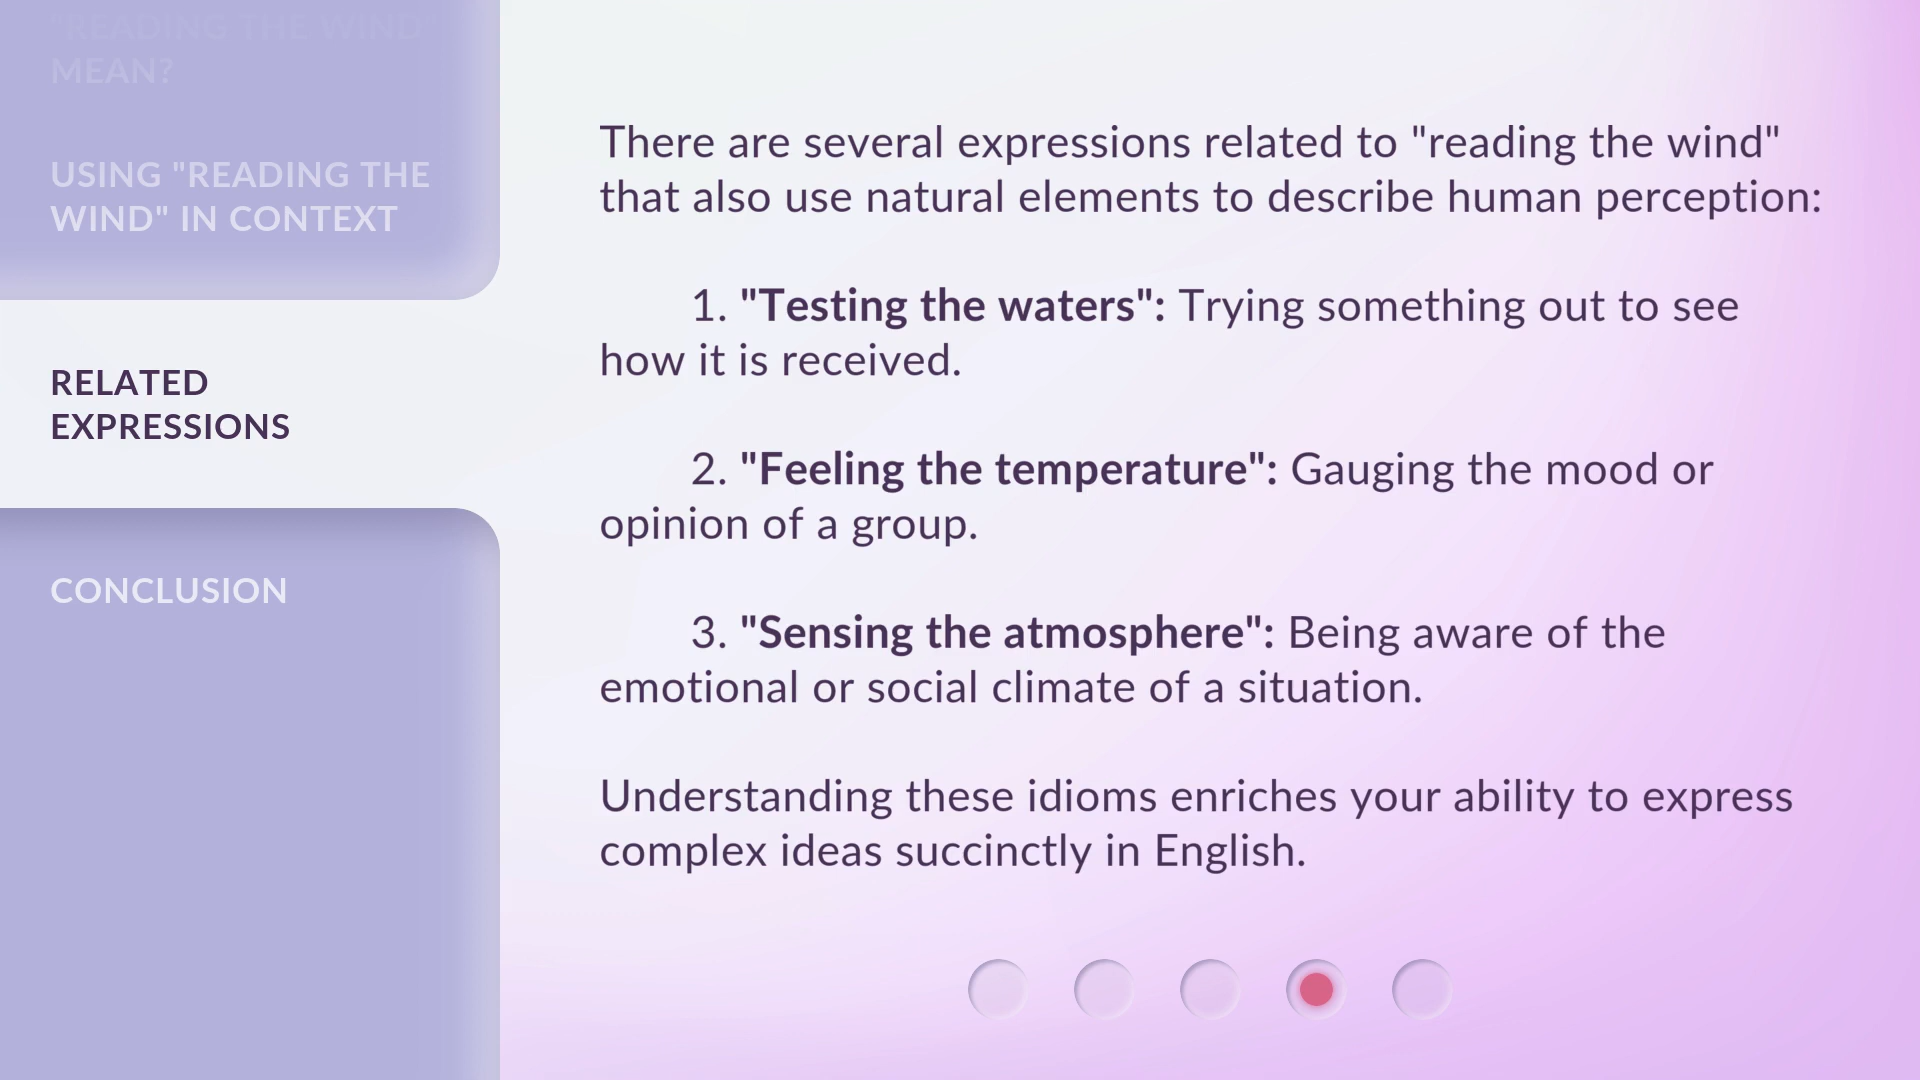 "READING THE WIND"
MEAN?
USING "READING THE
WIND" IN CONTEXT
RELATED
EXPRESSIONS
CONCLUSION
There are several expressions related to "reading the wind"
that also use natural elements to describe human perception:
1. "Testing the waters": Trying something out to see
how it is received.
2. "Feeling the temperature": Gauging the mood or
opinion of a group.
3. "Sensing the atmosphere": Being aware of the
emotional or social climate of a situation.
Understanding these idioms enriches your ability to express
complex ideas succinctly in English.